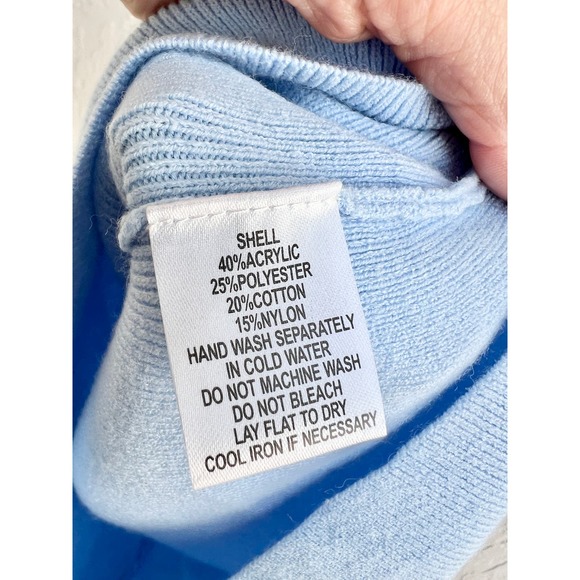 SHELL
40%ACRYLIC
25%POLYESTER
20%COTTON
15%NYLON
HAND WASH SEPARATELY
IN COLD WATER
DO NOT MACHINE WASH
DO NOT BLEACH
LAY FLAT TO DRY
COOL IRON IF NECESSARY